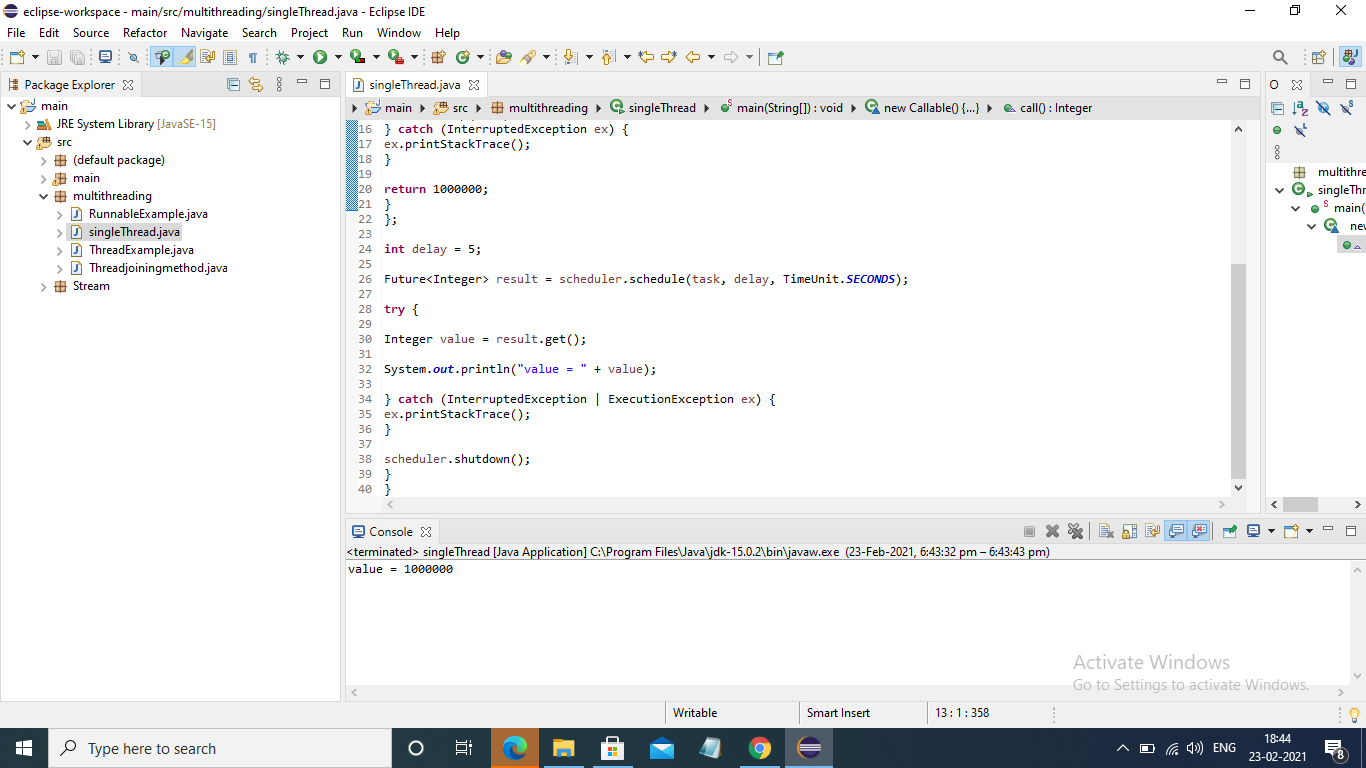 eclipse-workspace - main/src/multithreading/singleThread.java - Eclipse IDE
File Edit Source Refactor Navigate Search Project Run Window Help
Package Explorer
main
JRE System Library [JavaSE-15]
src
(default package)
main
multithreading
RunnableExample.java
singleThread.java
ThreadExample.java
Threadjoiningmethod.java
Stream
singleThread.java
main src multithreading singleThread main(String[]) : void new Callable() {...} call() : Integer
16 } catch (InterruptedException ex) {
17 ex.printStackTrace();
18 }
19
20 return 1000000;
21 }
22 };
23
24 int delay = 5;
25
26 Future<Integer> result = scheduler.schedule(task, delay, TimeUnit.SECONDS);
27
28 try {
29
30 Integer value = result.get();
31
32 System.out.println("value = " + value);
33
34 } catch (InterruptedException | ExecutionException ex) {
35 ex.printStackTrace();
36 }
37
38 scheduler.shutdown();
39 }
40 }
O
multithre
singleThr
main(
new
Console
<terminated> singleThread [Java Application] C:\Program Files\Java\jdk-15.0.2\bin\javaw.exe (23-Feb-2021, 6:43:32 pm – 6:43:43 pm)
value = 1000000
Activate Windows
Go to Settings to activate Windows.
Writable Smart Insert 13 : 1 : 358
Type here to search
ENG
18:44
23-02-2021
8